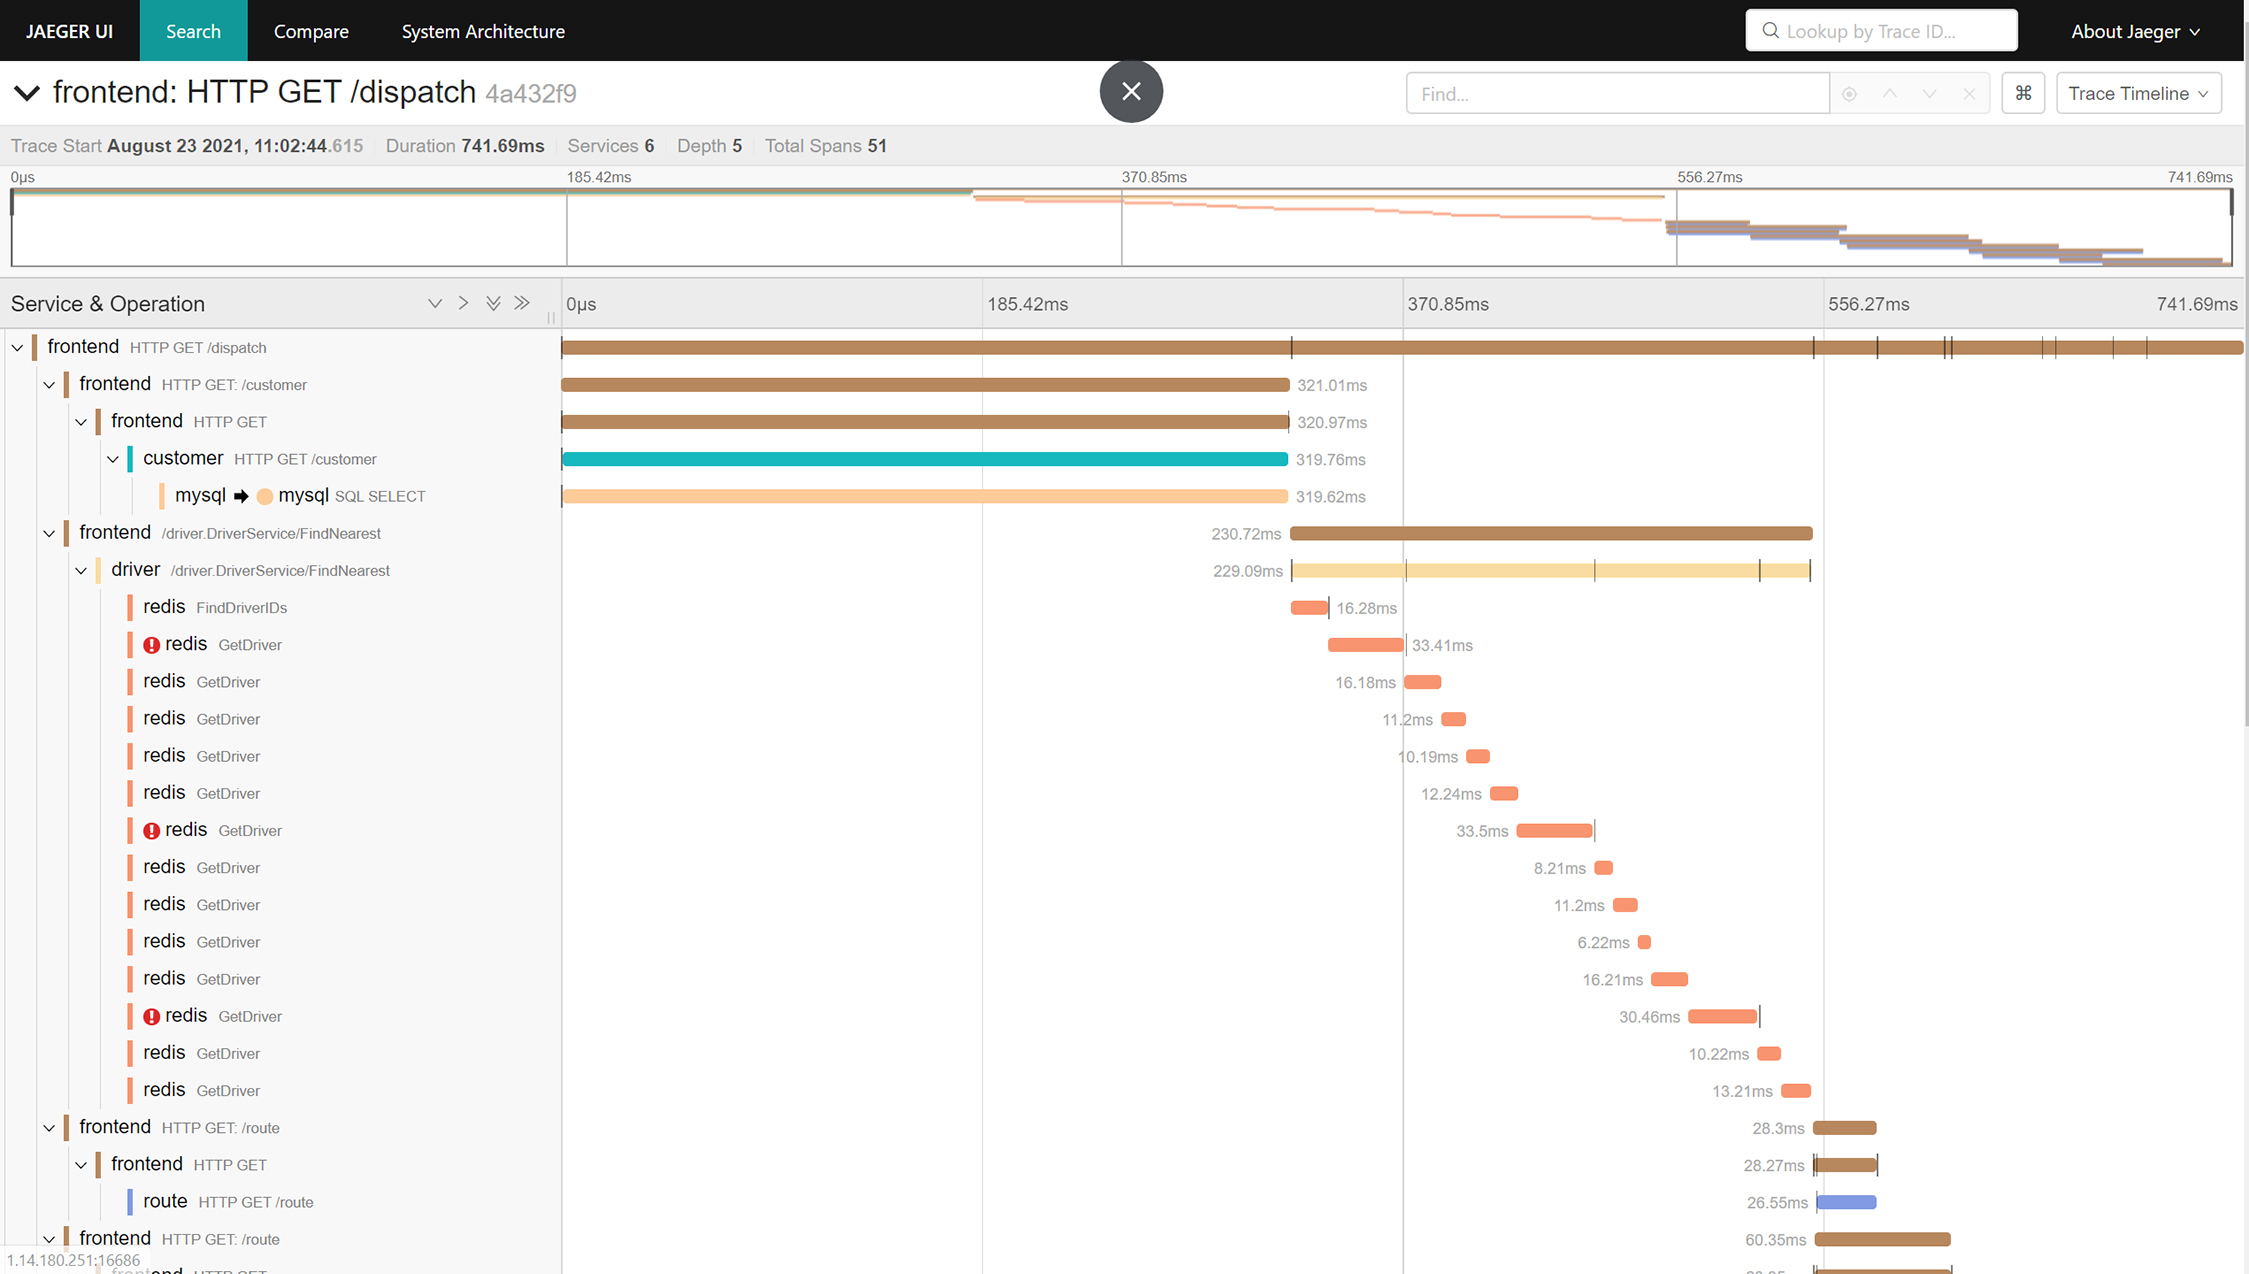 JAEGER UI Search Compare System Architecture Lookup by Trace ID... About Jaeger
frontend: HTTP GET /dispatch 4a432f9 Find... Trace Timeline
Trace Start August 23 2021, 11:02:44.615 Duration 741.69ms Services 6 Depth 5 Total Spans 51
0μs 185.42ms 370.85ms 556.27ms 741.69ms
Service & Operation 0μs 185.42ms 370.85ms 556.27ms 741.69ms
frontend HTTP GET /dispatch
frontend HTTP GET: /customer 321.01ms
frontend HTTP GET 320.97ms
customer HTTP GET /customer 319.76ms
mysql mysql SQL SELECT 319.62ms
frontend /driver.DriverService/FindNearest 230.72ms
driver /driver.DriverService/FindNearest 229.09ms
redis FindDriverIDs 16.28ms
redis GetDriver 33.41ms
redis GetDriver 16.18ms
redis GetDriver 11.2ms
redis GetDriver 10.19ms
redis GetDriver 12.24ms
redis GetDriver 33.5ms
redis GetDriver 8.21ms
redis GetDriver 11.2ms
redis GetDriver 6.22ms
redis GetDriver 16.21ms
redis GetDriver 30.46ms
redis GetDriver 10.22ms
redis GetDriver 13.21ms
frontend HTTP GET: /route 28.3ms
frontend HTTP GET 28.27ms
route HTTP GET /route 26.55ms
frontend HTTP GET: /route 60.35ms
1.14.180.251:16686